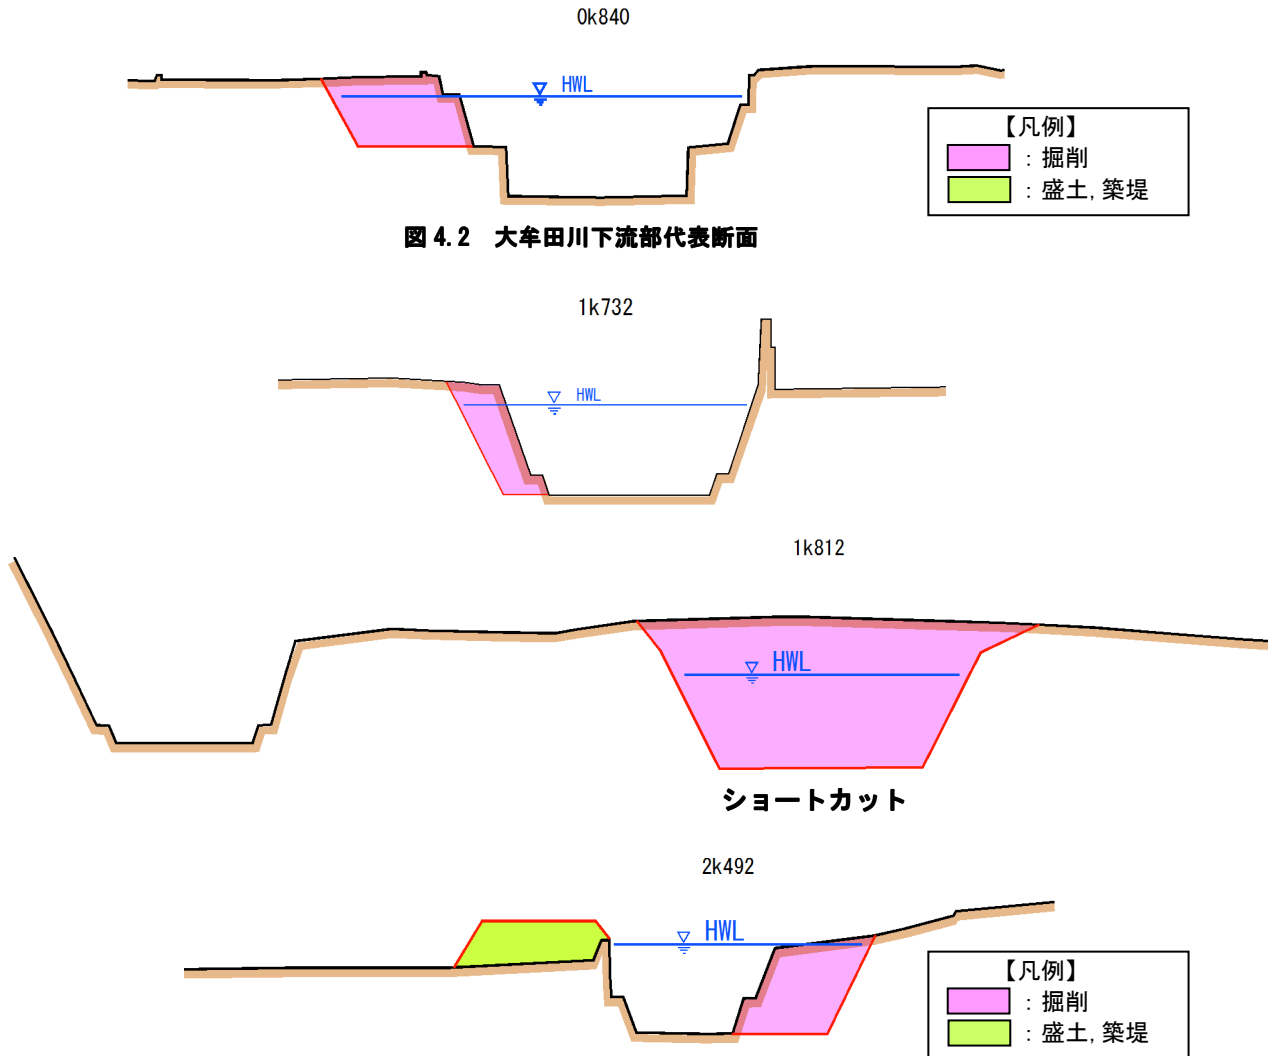 0k840
HWL
【凡例】
：掘削
：盛土，築堤
図 4.2　大牟田川下流部代表断面
1k732
HWL
1k812
HWL
ショートカット
2k492
HWL
【凡例】
：掘削
：盛土，築堤